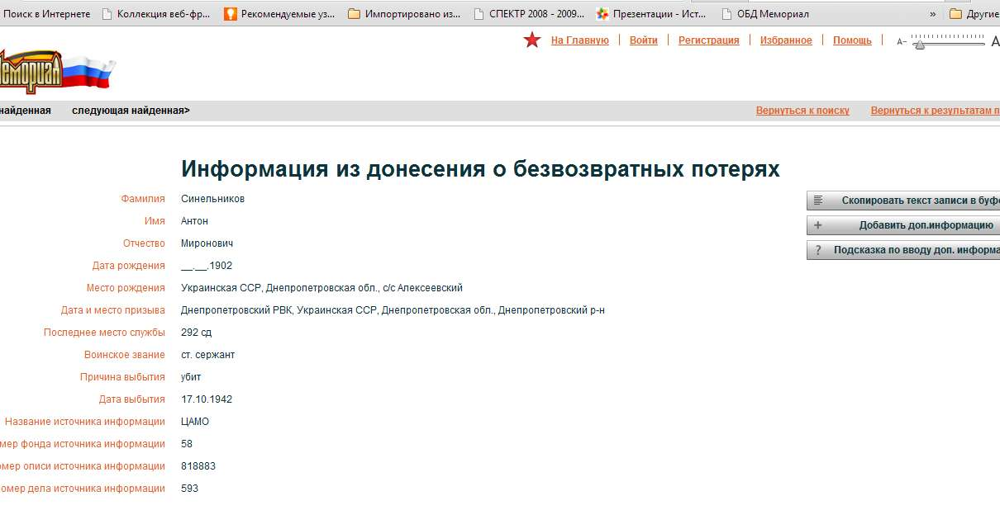 Поиск в Интернете Коллекция веб-фр... Рекомендуемые уз... Импортировано из... СПЕКТР 2008 - 2009... Презентации - Ист... ОБД Мемориал » Другие
На Главную Войти Регистрация Избранное Помощь А- А
Мемориал
найденная следующая найденная> Вернуться к поиску Вернуться к результатам п
Информация из донесения о безвозвратных потерях
Фамилия Синельников
Скопировать текст записи в буфе
Имя Антон
Добавить доп.информацию
Отчество Миронович
Подсказка по вводу доп. информа
Дата рождения __.__.1902
Место рождения Украинская ССР, Днепропетровская обл., с/с Алексеевский
Дата и место призыва Днепропетровский РВК, Украинская ССР, Днепропетровская обл., Днепропетровский р-н
Последнее место службы 292 сд
Воинское звание ст. сержант
Причина выбытия убит
Дата выбытия 17.10.1942
Название источника информации ЦАМО
мер фонда источника информации 58
омер описи источника информации 818883
омер дела источника информации 593